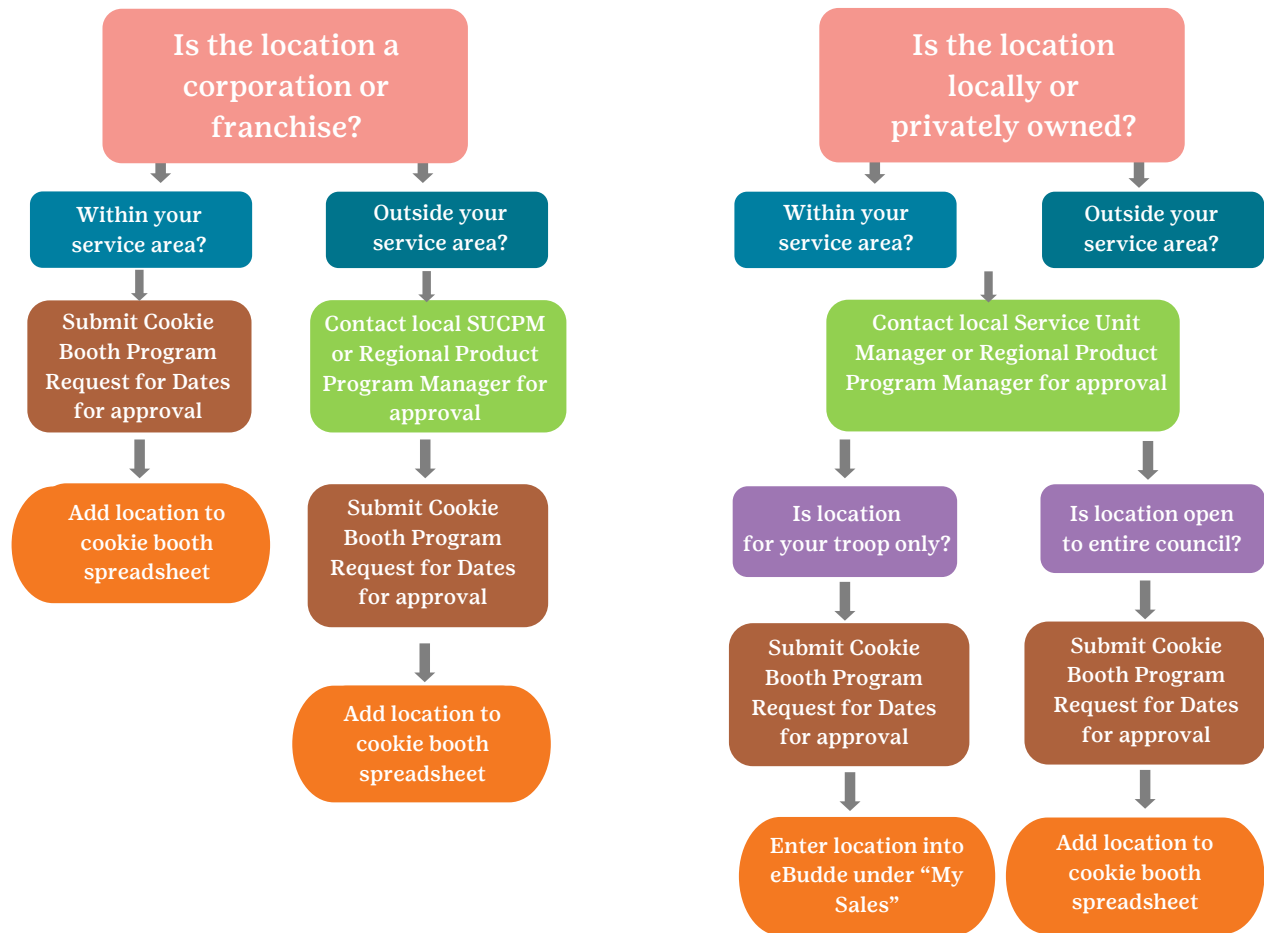 Is the location a
corporation or
franchise?
Within your
service area?
Submit Cookie
Booth Program
Request for Dates
for approval
Add location to
cookie booth
spreadsheet
Outside your
service area?
Contact local SUCPM
or Regional Product
Program Manager for
approval
Submit Cookie
Booth Program
Request for Dates
for approval
Add location to
cookie booth
spreadsheet
Is the location
locally or
privately owned?
Within your
service area?
Outside your
service area?
Contact local Service Unit
Manager or Regional Product
Program Manager for approval
Is location
for your troop only?
Submit Cookie
Booth Program
Request for Dates
for approval
Enter location into
eBudde under “My
Sales”
Is location open
to entire council?
Submit Cookie
Booth Program
Request for Dates
for approval
Add location to
cookie booth
spreadsheet